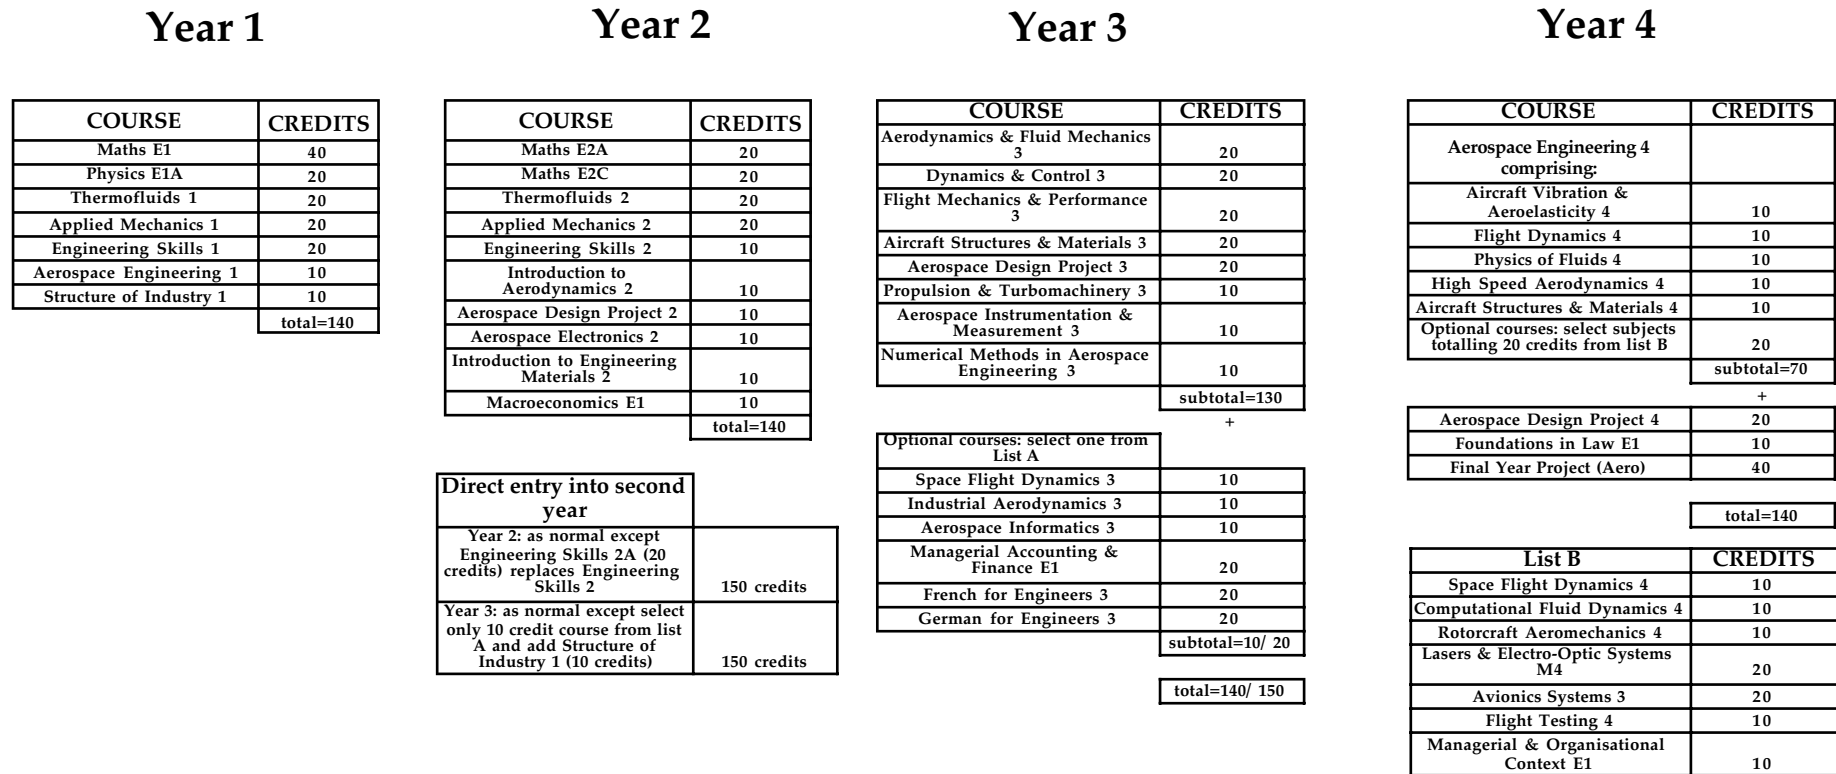 Year 1
COURSE CREDITS
Maths E1 40
Physics E1A 20
Thermofluids 1 20
Applied Mechanics 1 20
Engineering Skills 1 20
Aerospace Engineering 1 10
Structure of Industry 1 10
total=140
Year 2
COURSE CREDITS
Maths E2A 20
Maths E2C 20
Thermofluids 2 20
Applied Mechanics 2 20
Engineering Skills 2 10
Introduction to
Aerodynamics 2 10
Aerospace Design Project 2 10
Aerospace Electronics 2 10
Introduction to Engineering
Materials 2 10
Macroeconomics E1 10
total=140
Direct entry into second
year
Year 2: as normal except
Engineering Skills 2A (20
credits) replaces Engineering
Skills 2 150 credits
Year 3: as normal except select
only 10 credit course from list
A and add Structure of
Industry 1 (10 credits) 150 credits
Year 3
COURSE CREDITS
Aerodynamics & Fluid Mechanics
3 20
Dynamics & Control 3 20
Flight Mechanics & Performance
3 20
Aircraft Structures & Materials 3 20
Aerospace Design Project 3 20
Propulsion & Turbomachinery 3 10
Aerospace Instrumentation &
Measurement 3 10
Numerical Methods in Aerospace
Engineering 3 10
subtotal=130
+
Optional courses: select one from
List A
Space Flight Dynamics 3 10
Industrial Aerodynamics 3 10
Aerospace Informatics 3 10
Managerial Accounting &
Finance E1 20
French for Engineers 3 20
German for Engineers 3 20
subtotal=10/ 20
total=140/ 150
Year 4
COURSE CREDITS
Aerospace Engineering 4
comprising:
Aircraft Vibration &
Aeroelasticity 4 10
Flight Dynamics 4 10
Physics of Fluids 4 10
High Speed Aerodynamics 4 10
Aircraft Structures & Materials 4 10
Optional courses: select subjects
totalling 20 credits from list B 20
subtotal=70
+
Aerospace Design Project 4 20
Foundations in Law E1 10
Final Year Project (Aero) 40
total=140
List B CREDITS
Space Flight Dynamics 4 10
Computational Fluid Dynamics 4 10
Rotorcraft Aeromechanics 4 10
Lasers & Electro-Optic Systems
M4 20
Avionics Systems 3 20
Flight Testing 4 10
Managerial & Organisational
Context E1 10